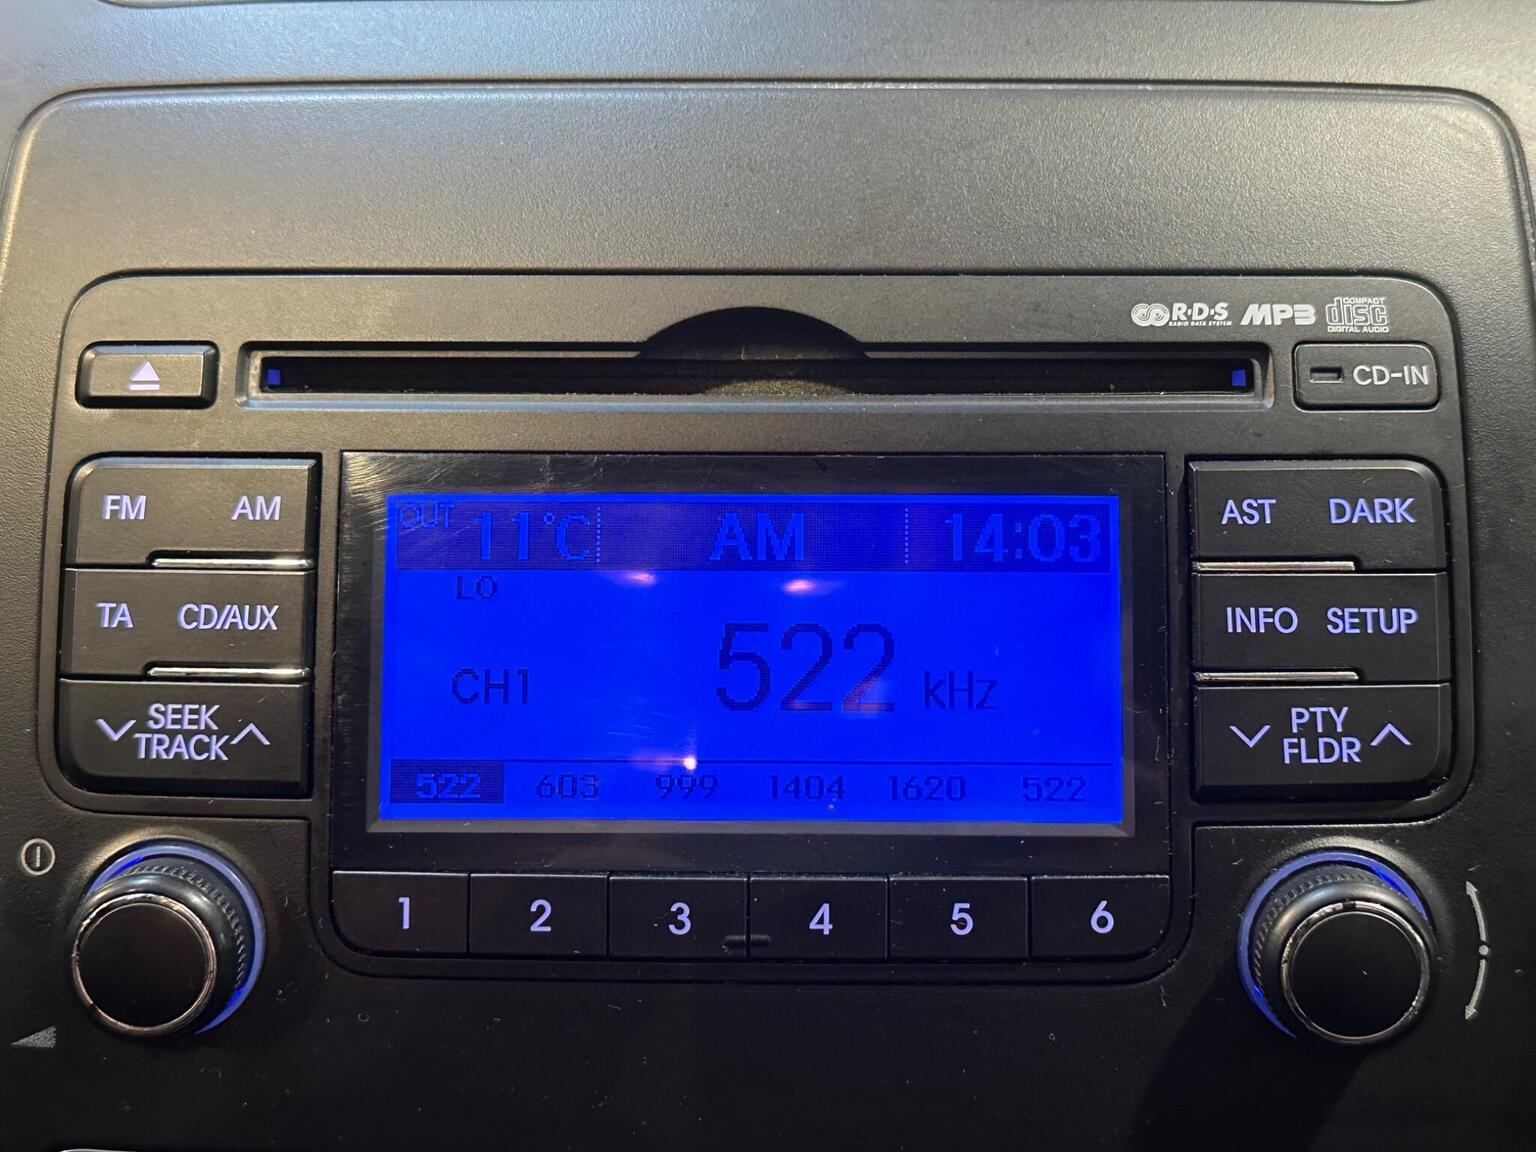 R·D·S RADIO DATA SYSTEM MP3 COMPACT disc DIGITAL AUDIO
CD-IN
FM AM
AST DARK
OUT 11°C AM 14:03
LO
TA CD/AUX
INFO SETUP
522 kHz
CH1
SEEK TRACK
PTY FLDR
522 603 999 1404 1620 522
1 2 3 4 5 6